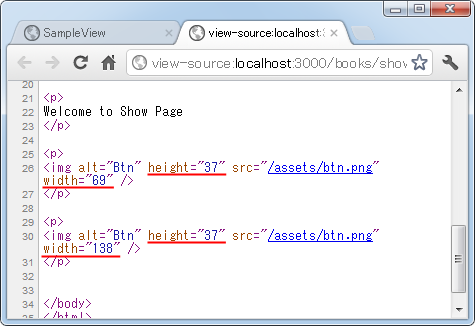 SampleView
view-source:localhost:3
view-source:localhost:3000/books/show
20
21 <p>
22 Welcome to Show Page
23 </p>
24
25 <p>
26 <img alt="Btn" height="37" src="/assets/btn.png"
width="69" />
27 </p>
28
29 <p>
30 <img alt="Btn" height="37" src="/assets/btn.png"
width="138" />
31 </p>
32
33
34 </body>
35 </html>